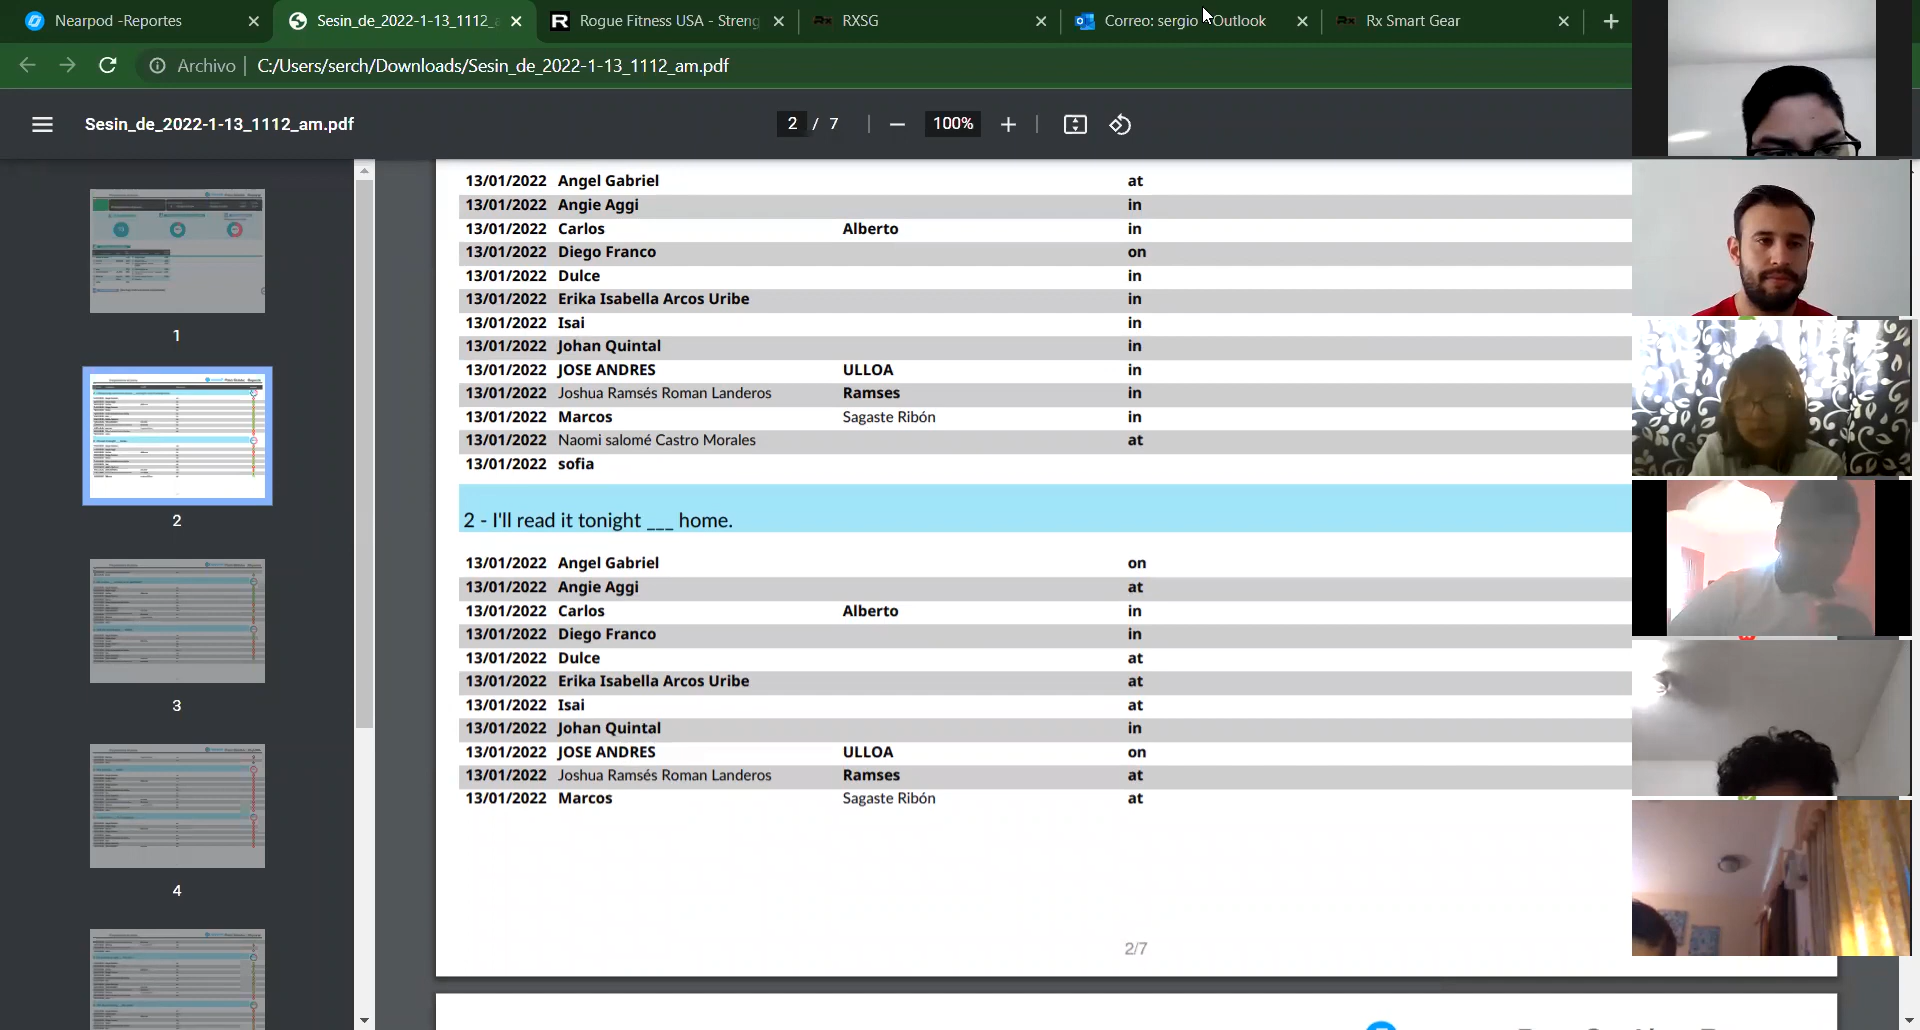 Nearpod -Reportes
Sesin_de_2022-1-13_1112_a
Rogue Fitness USA - Streng
RXSG
Correo: sergio Outlook
Rx Smart Gear
Archivo
C:/Users/serch/Downloads/Sesin_de_2022-1-13_1112_am.pdf
Sesin_de_2022-1-13_1112_am.pdf
2 / 7
100%
13/01/2022 Angel Gabriel at
13/01/2022 Angie Aggi in
13/01/2022 Carlos Alberto in
13/01/2022 Diego Franco on
13/01/2022 Dulce in
13/01/2022 Erika Isabella Arcos Uribe in
13/01/2022 Isai in
13/01/2022 Johan Quintal in
13/01/2022 JOSE ANDRES ULLOA in
13/01/2022 Joshua Ramsés Roman Landeros Ramses in
13/01/2022 Marcos Sagaste Ribón in
13/01/2022 Naomi salomé Castro Morales at
13/01/2022 sofia
2 - I'll read it tonight ___ home.
13/01/2022 Angel Gabriel on
13/01/2022 Angie Aggi at
13/01/2022 Carlos Alberto in
13/01/2022 Diego Franco in
13/01/2022 Dulce at
13/01/2022 Erika Isabella Arcos Uribe at
13/01/2022 Isai at
13/01/2022 Johan Quintal in
13/01/2022 JOSE ANDRES ULLOA on
13/01/2022 Joshua Ramsés Roman Landeros Ramses at
13/01/2022 Marcos Sagaste Ribón at
2/7
1
2
3
4